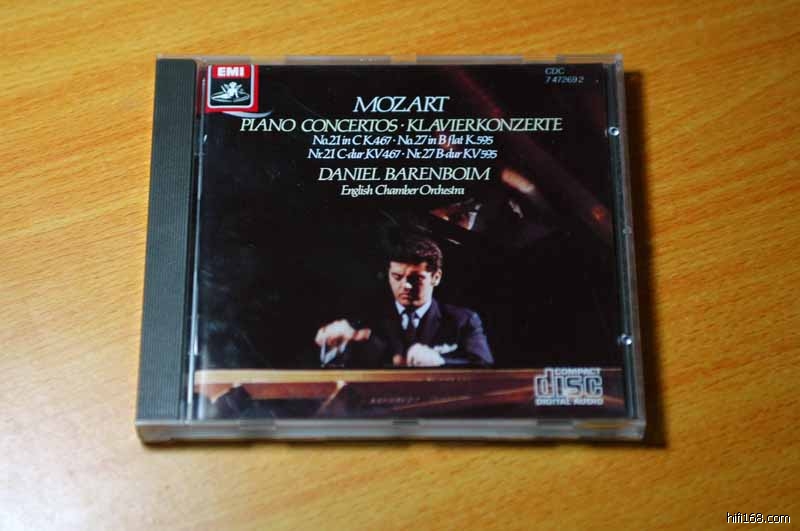 EMI
CDC
7 47269 2
MOZART
PIANO CONCERTOS · KLAVIERKONZERTE
No.21 in C K.467 · No.27 in B flat K.595
Nr.21 C-dur KV467 · Nr.27 B-dur KV595
DANIEL BARENBOIM
English Chamber Orchestra
COMPACT
disc
DIGITAL AUDIO
hifi168.com